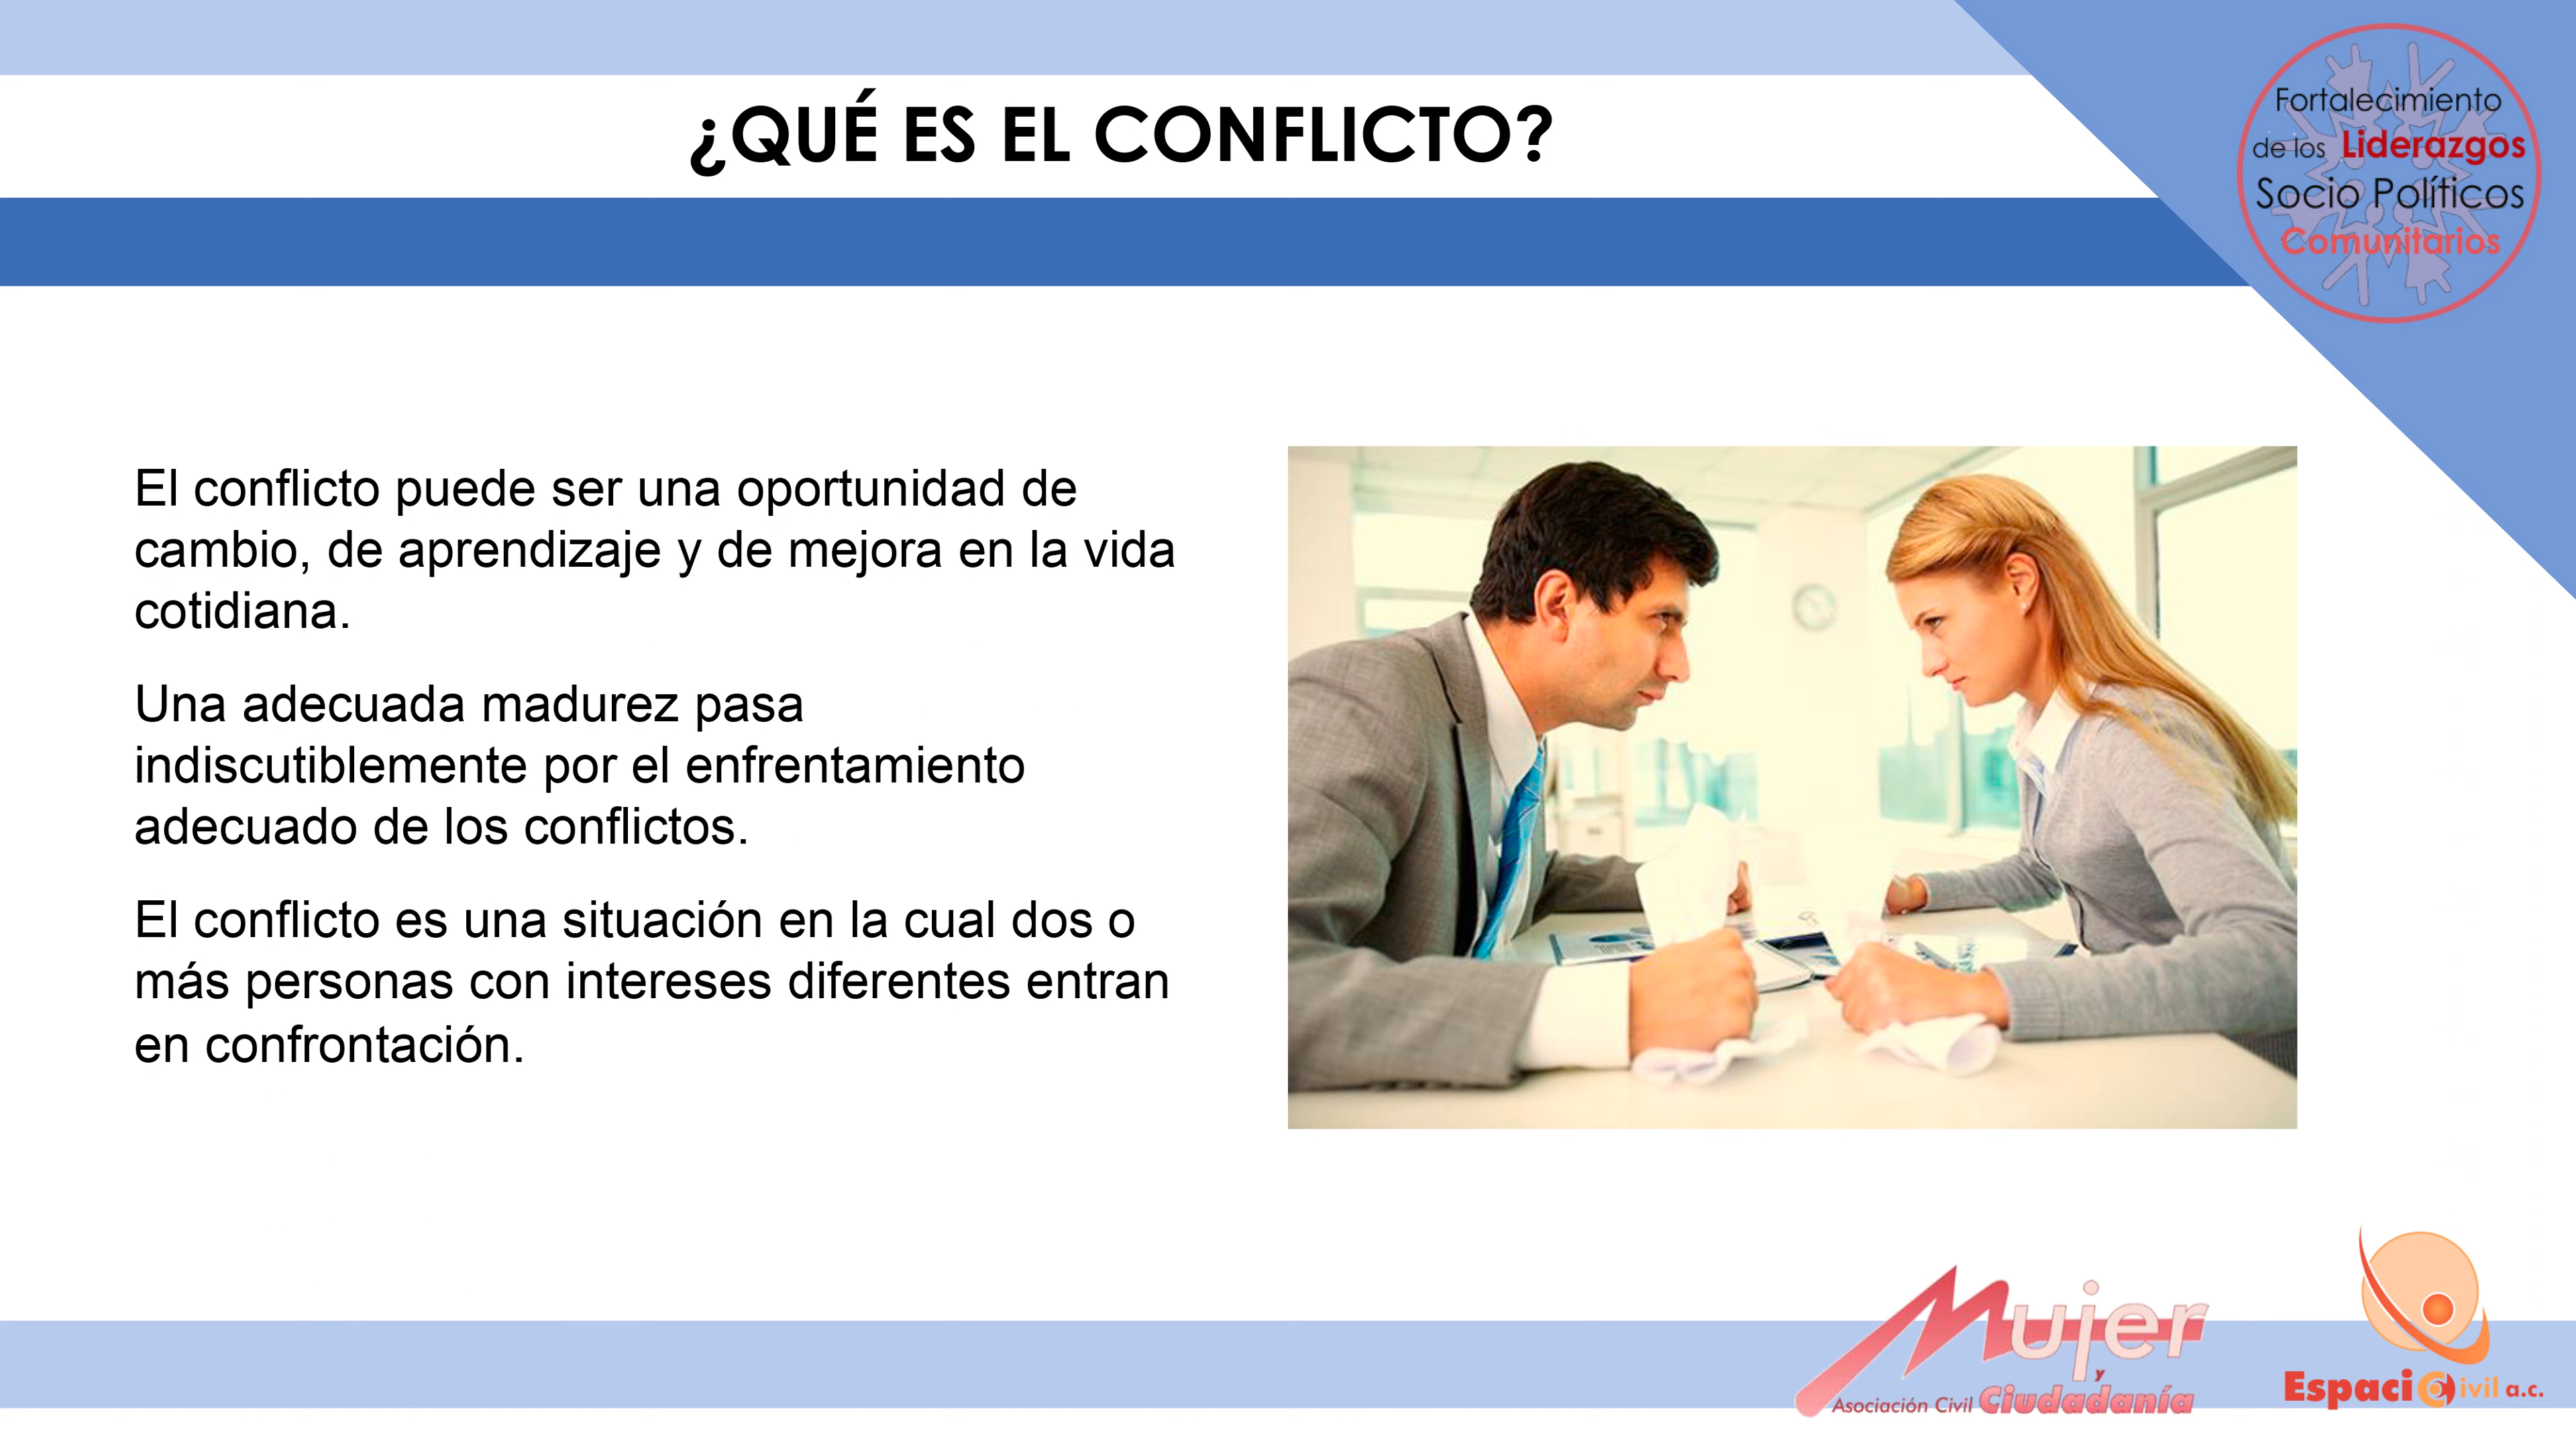 ¿QUÉ ES EL CONFLICTO?
Fortalecimiento
de los Liderazgos
Socio Políticos
Comunitarios
El conflicto puede ser una oportunidad de
cambio, de aprendizaje y de mejora en la vida
cotidiana.
Una adecuada madurez pasa
indiscutiblemente por el enfrentamiento
adecuado de los conflictos.
El conflicto es una situación en la cual dos o
más personas con intereses diferentes entran
en confrontación.
Mujer
y
Asociación Civil Ciudadanía
Espacio Civil a.c.